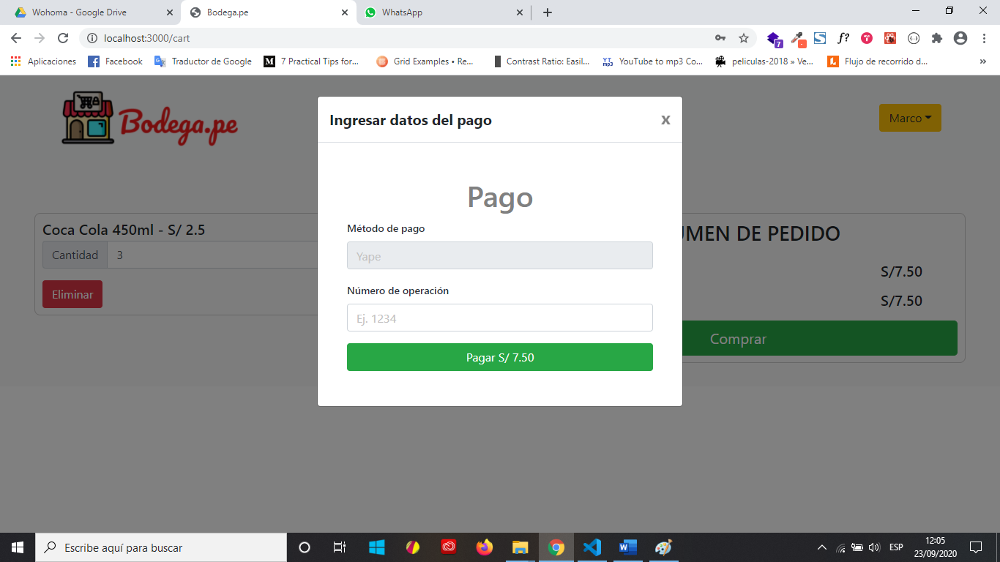 Wohoma - Google Drive
Bodega.pe
WhatsApp
localhost:3000/cart
7
f?
Aplicaciones
Facebook
Traductor de Google
M
7 Practical Tips for...
Grid Examples • Re...
Contrast Ratio: Easil...
YT mp3
YouTube to mp3 Co...
peliculas-2018 » Ve...
Flujo de recorrido d...
»
Bodega.pe
Marco
Ingresar datos del pago
x
Pago
Método de pago
Yape
Número de operación
Ej. 1234
Pagar S/ 7.50
Coca Cola 450ml - S/ 2.5
Cantidad
3
Eliminar
UMEN DE PEDIDO
S/7.50
S/7.50
Comprar
Escribe aquí para buscar
ESP
12:05
23/09/2020